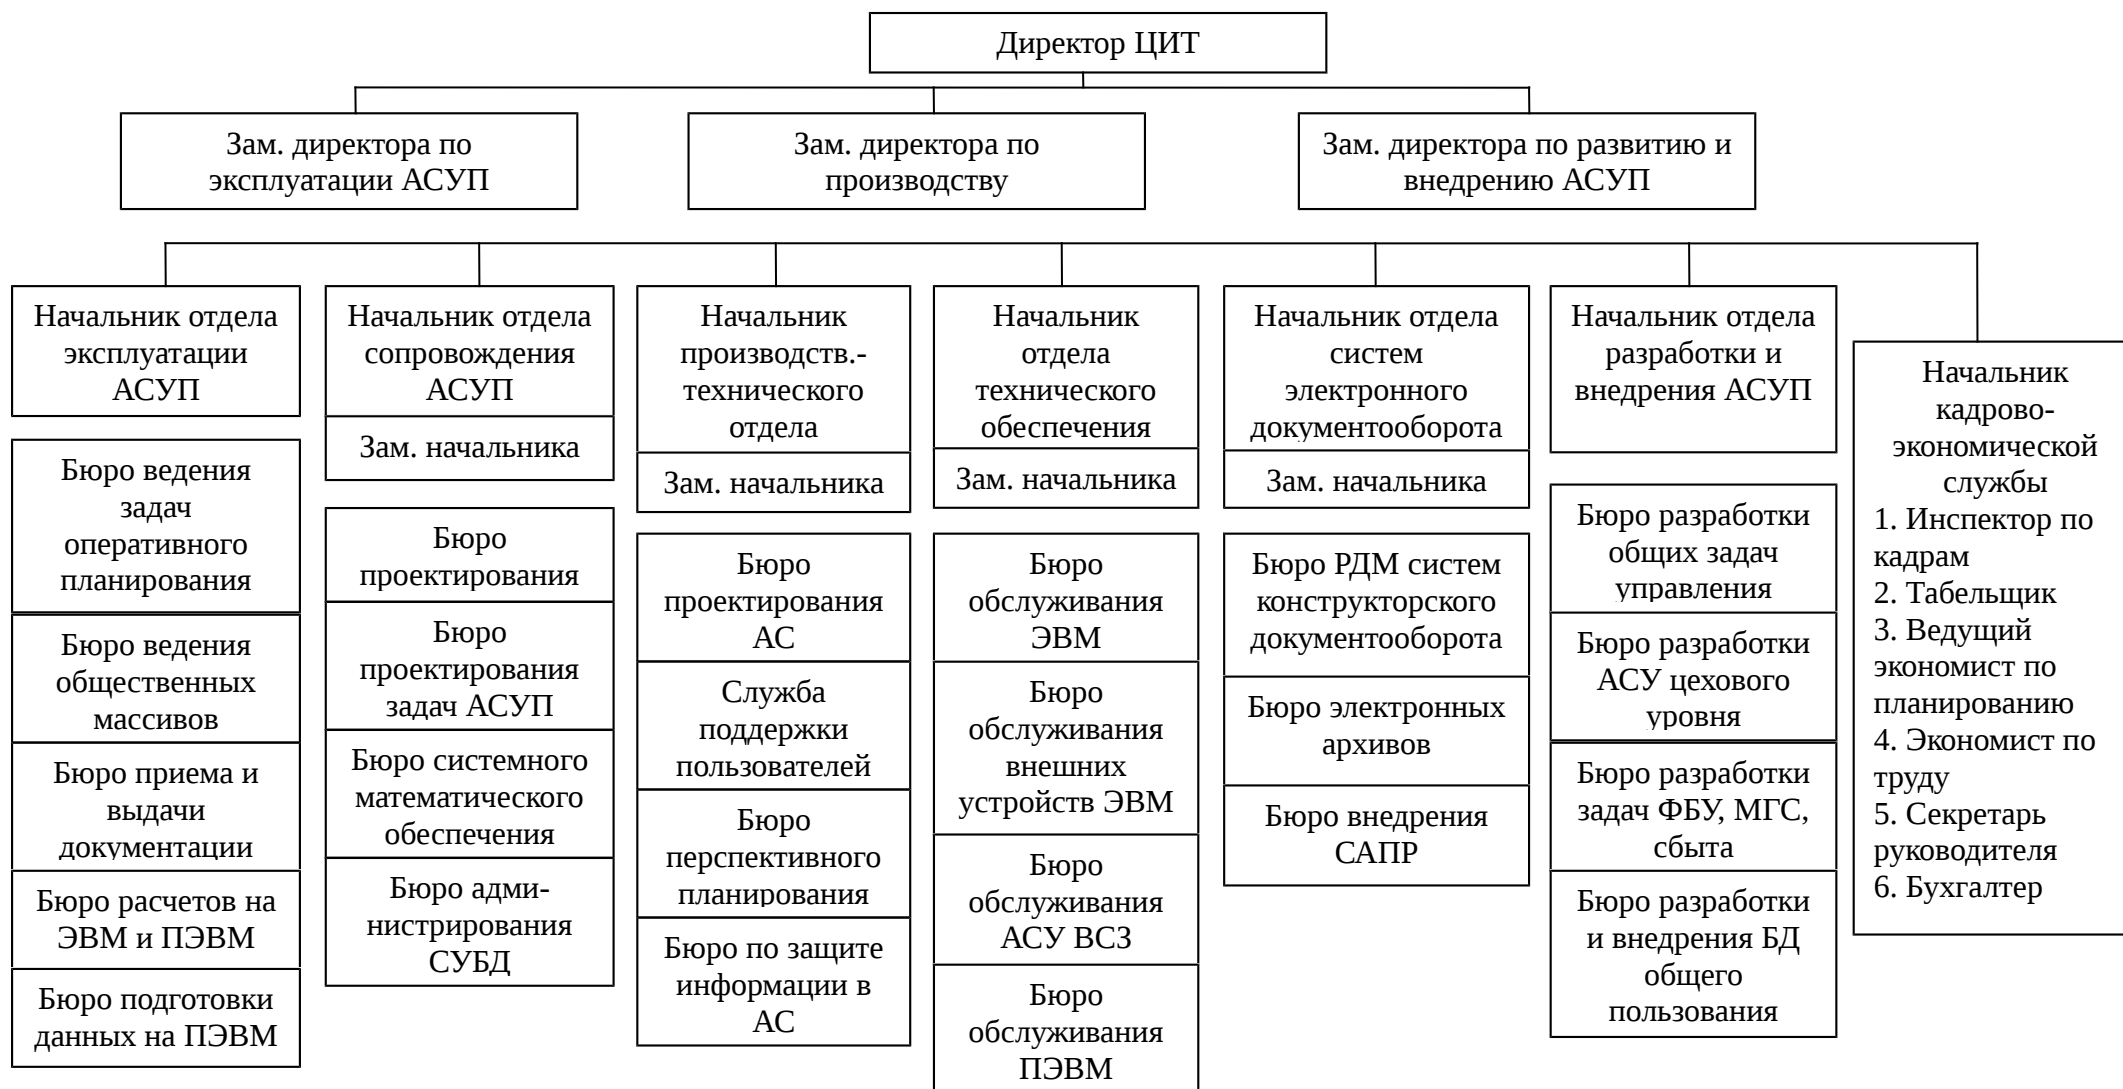 Директор ЦИТ
Зам. директора по
эксплуатации АСУП
Зам. директора по
производству
Зам. директора по развитию и
внедрению АСУП
Начальник отдела
эксплуатации
АСУП
Бюро ведения
задач
оперативного
планирования
Бюро ведения
общественных
массивов
Бюро приема и
выдачи
документации
Бюро расчетов на
ЭВМ и ПЭВМ
Бюро подготовки
данных на ПЭВМ
Начальник отдела
сопровождения
АСУП
Зам. начальника
Бюро
проектирования
Бюро
проектирования
задач АСУП
Бюро системного
математического
обеспечения
Бюро адми-
нистрирования
СУБД
Начальник
производств.-
технического
отдела
Зам. начальника
Бюро
проектирования
АС
Служба
поддержки
пользователей
Бюро
перспективного
планирования
Бюро по защите
информации в
АС
Начальник
отдела
технического
обеспечения
Зам. начальника
Бюро
обслуживания
ЭВМ
Бюро
обслуживания
внешних
устройств ЭВМ
Бюро
обслуживания
АСУ ВСЗ
Бюро
обслуживания
ПЭВМ
Начальник отдела
систем
электронного
документооборота
Зам. начальника
Бюро РДМ систем
конструкторского
документооборота
Бюро электронных
архивов
Бюро внедрения
САПР
Начальник отдела
разработки и
внедрения АСУП
Бюро разработки
общих задач
управления
Бюро разработки
АСУ цехового
уровня
Бюро разработки
задач ФБУ, МГС,
сбыта
Бюро разработки
и внедрения БД
общего
пользования
Начальник
кадрово-
экономической
службы
1. Инспектор по
кадрам
2. Табельщик
3. Ведущий
экономист по
планированию
4. Экономист по
труду
5. Секретарь
руководителя
6. Бухгалтер